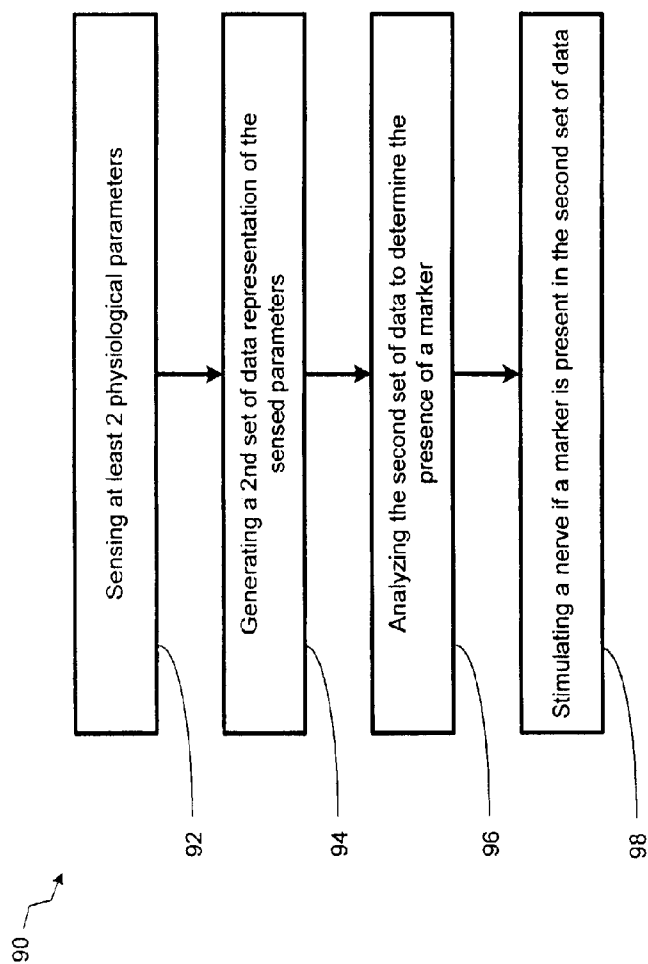 90
Sensing at least 2 physiological parameters
92
Generating a 2nd set of data representation of the
sensed parameters
94
Analyzing the second set of data to determine the
presence of a marker
96
Stimulating a nerve if a marker is present in the second set of data
98